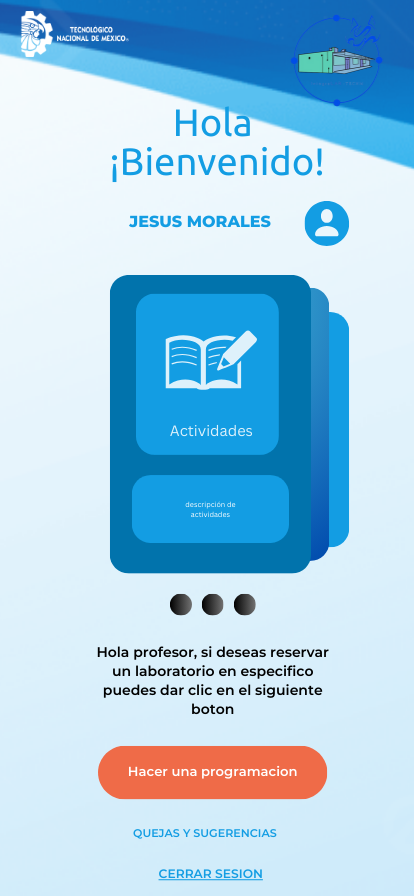 TECNOLÓGICO
NACIONAL DE MEXICO
Hola
¡Bienvenido!
JESUS MORALES
Actividades
descripción de
actividades
Hola profesor, si deseas reservar
un laboratorio en especifico
puedes dar clic en el siguiente
boton
Hacer una programacion
QUEJAS Y SUGERENCIAS
CERRAR SESION